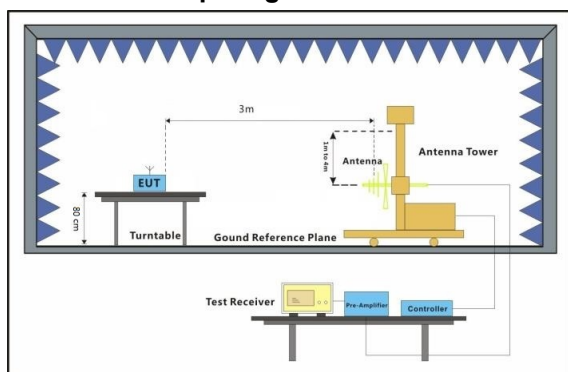 3m
1m to 4m
Antenna
Antenna Tower
EUT
80 cm
Turntable
Gound Reference Plane
Test Receiver
Pre-Amplifier
Controller